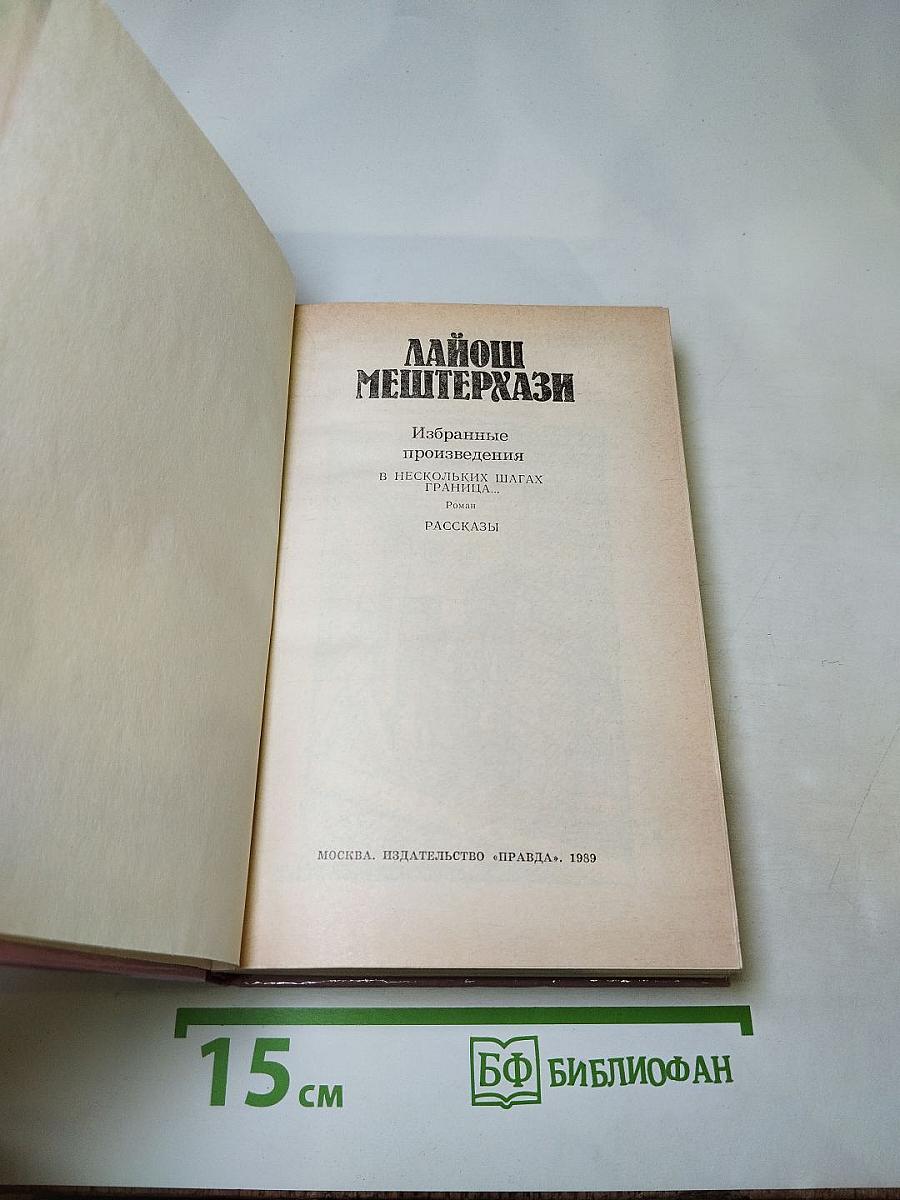 ЛАЙОШ
МЕШТЕРХАЗИ
Избранные
произведения
В НЕСКОЛЬКИХ ШАГАХ
ГРАНИЦА...
Роман
РАССКАЗЫ
МОСКВА. ИЗДАТЕЛЬСТВО «ПРАВДА». 1989
15 см
БФ БИБЛИОФАН